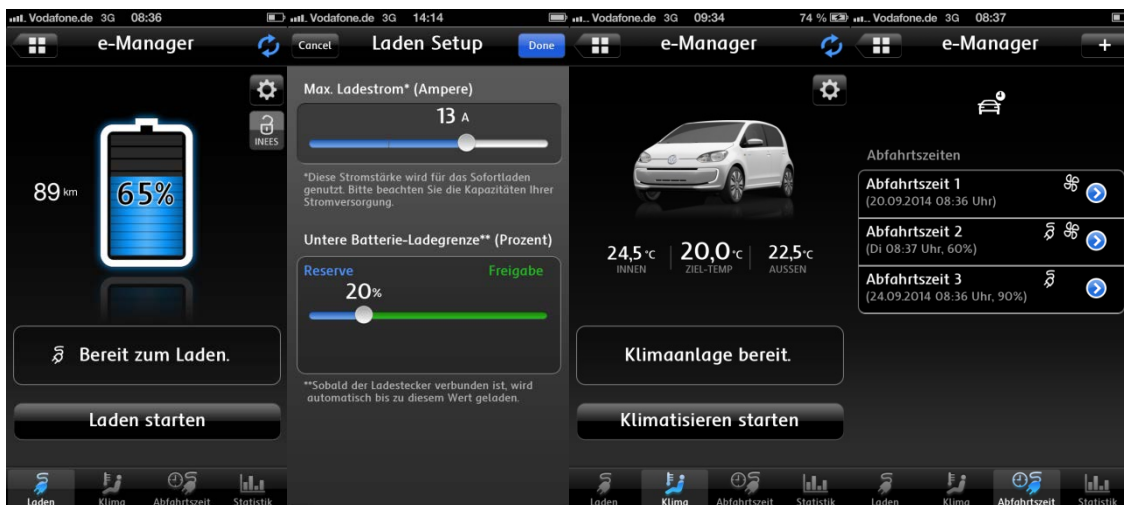 Vodafone.de 3G 08:36
e-Manager
INEES
89 km
65%
Bereit zum Laden.
Laden starten
Laden Klima Abfahrtszeit Statistik
Vodafone.de 3G 14:14
Cancel Laden Setup Done
Max. Ladestrom* (Ampere)
13 A
*Diese Stromstärke wird für das Sofortladen
genutzt. Bitte beachten Sie die Kapazitäten Ihrer
Stromversorgung.
Untere Batterie-Ladegrenze** (Prozent)
Reserve Freigabe
20%
**Sobald der Ladestecker verbunden ist, wird
automatisch bis zu diesem Wert geladen.
Vodafone.de 3G 09:34 74 %
e-Manager
24,5 °C 20,0 °C 22,5 °C
INNEN ZIEL-TEMP AUSSEN
Klimaanlage bereit.
Klimatisieren starten
Laden Klima Abfahrtszeit Statistik
Vodafone.de 3G 08:37
e-Manager +
Abfahrtszeiten
Abfahrtszeit 1
(20.09.2014 08:36 Uhr)
Abfahrtszeit 2
(Di 08:37 Uhr, 60%)
Abfahrtszeit 3
(24.09.2014 08:36 Uhr, 90%)
Laden Klima Abfahrtszeit Statistik